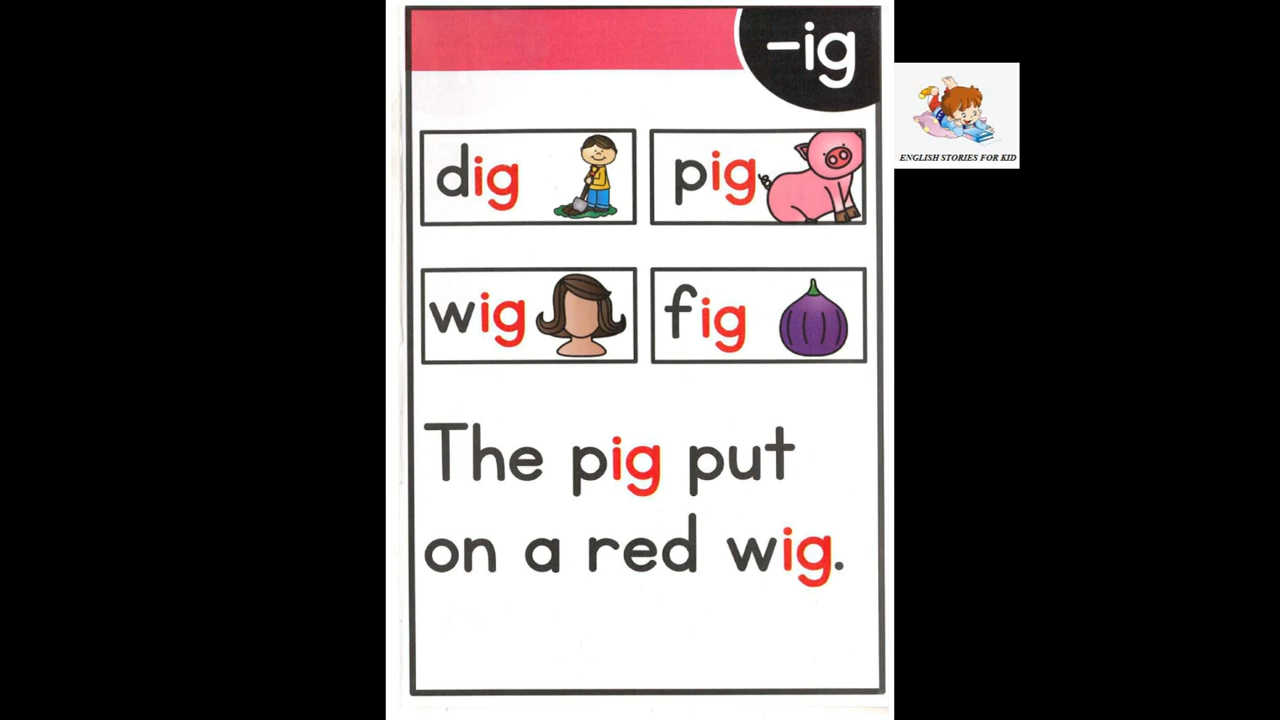 -ig
dig
pig
wig
fig
The pig put
on a red wig.
ENGLISH STORIES FOR KID